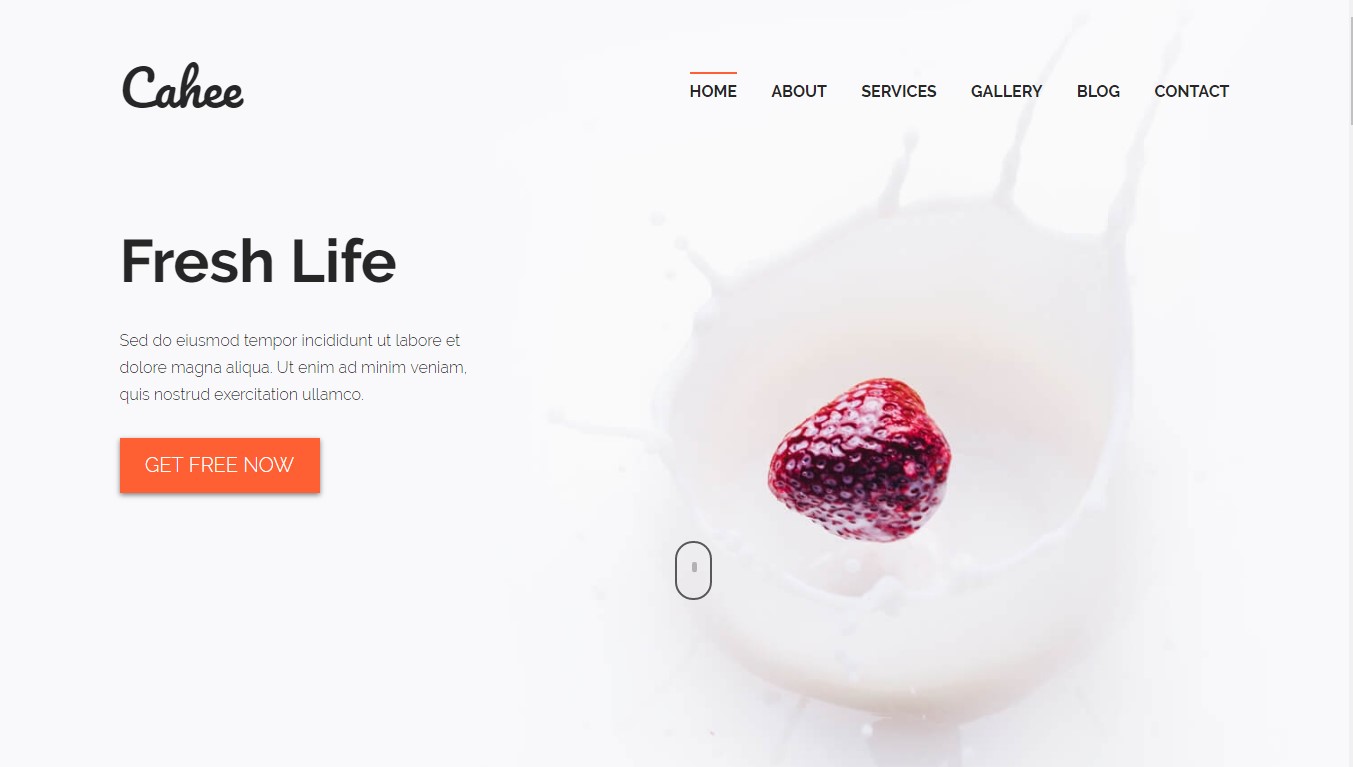 Cahee
HOME ABOUT SERVICES GALLERY BLOG CONTACT
Fresh Life
Sed do eiusmod tempor incididunt ut labore et
dolore magna aliqua. Ut enim ad minim veniam,
quis nostrud exercitation ullamco.
GET FREE NOW